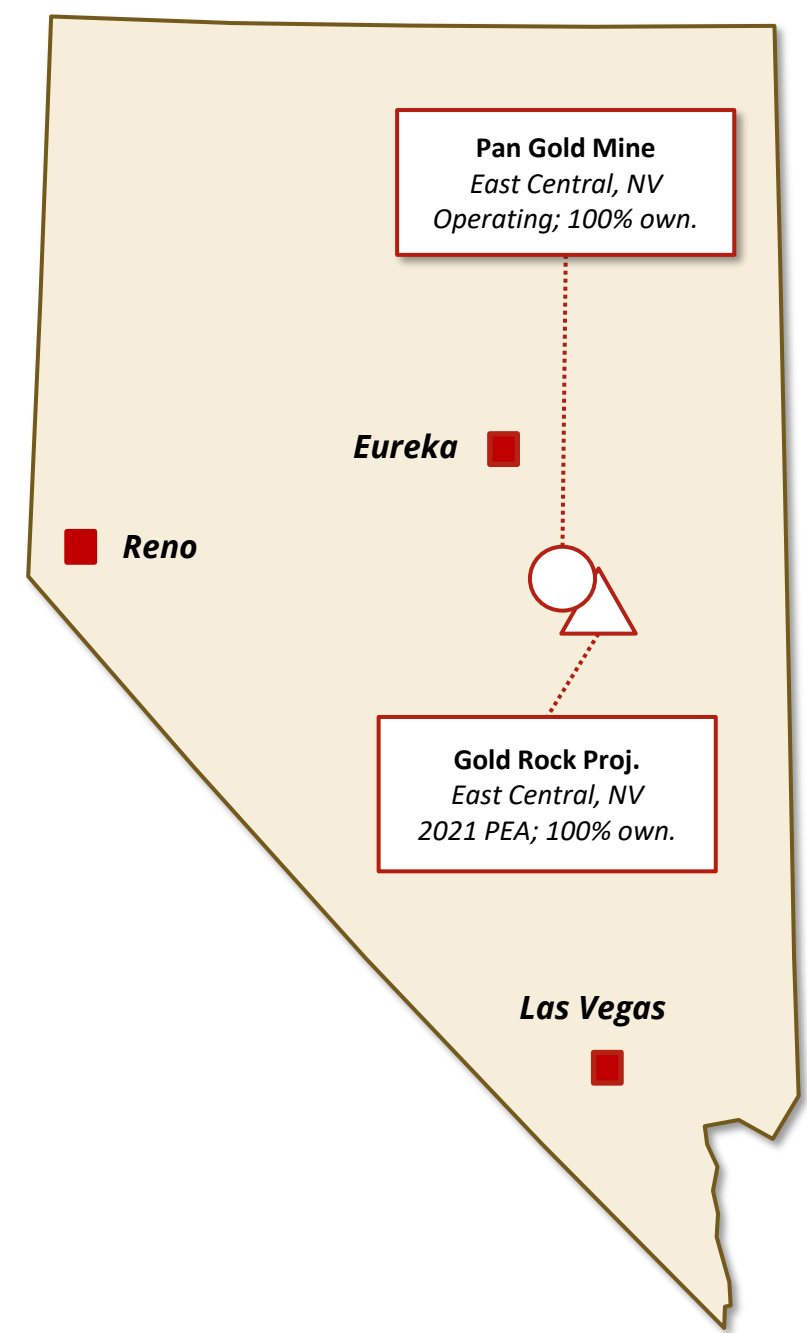 Pan Gold Mine
East Central, NV
Operating; 100% own.
Eureka
Reno
Gold Rock Proj.
East Central, NV
2021 PEA; 100% own.
Las Vegas